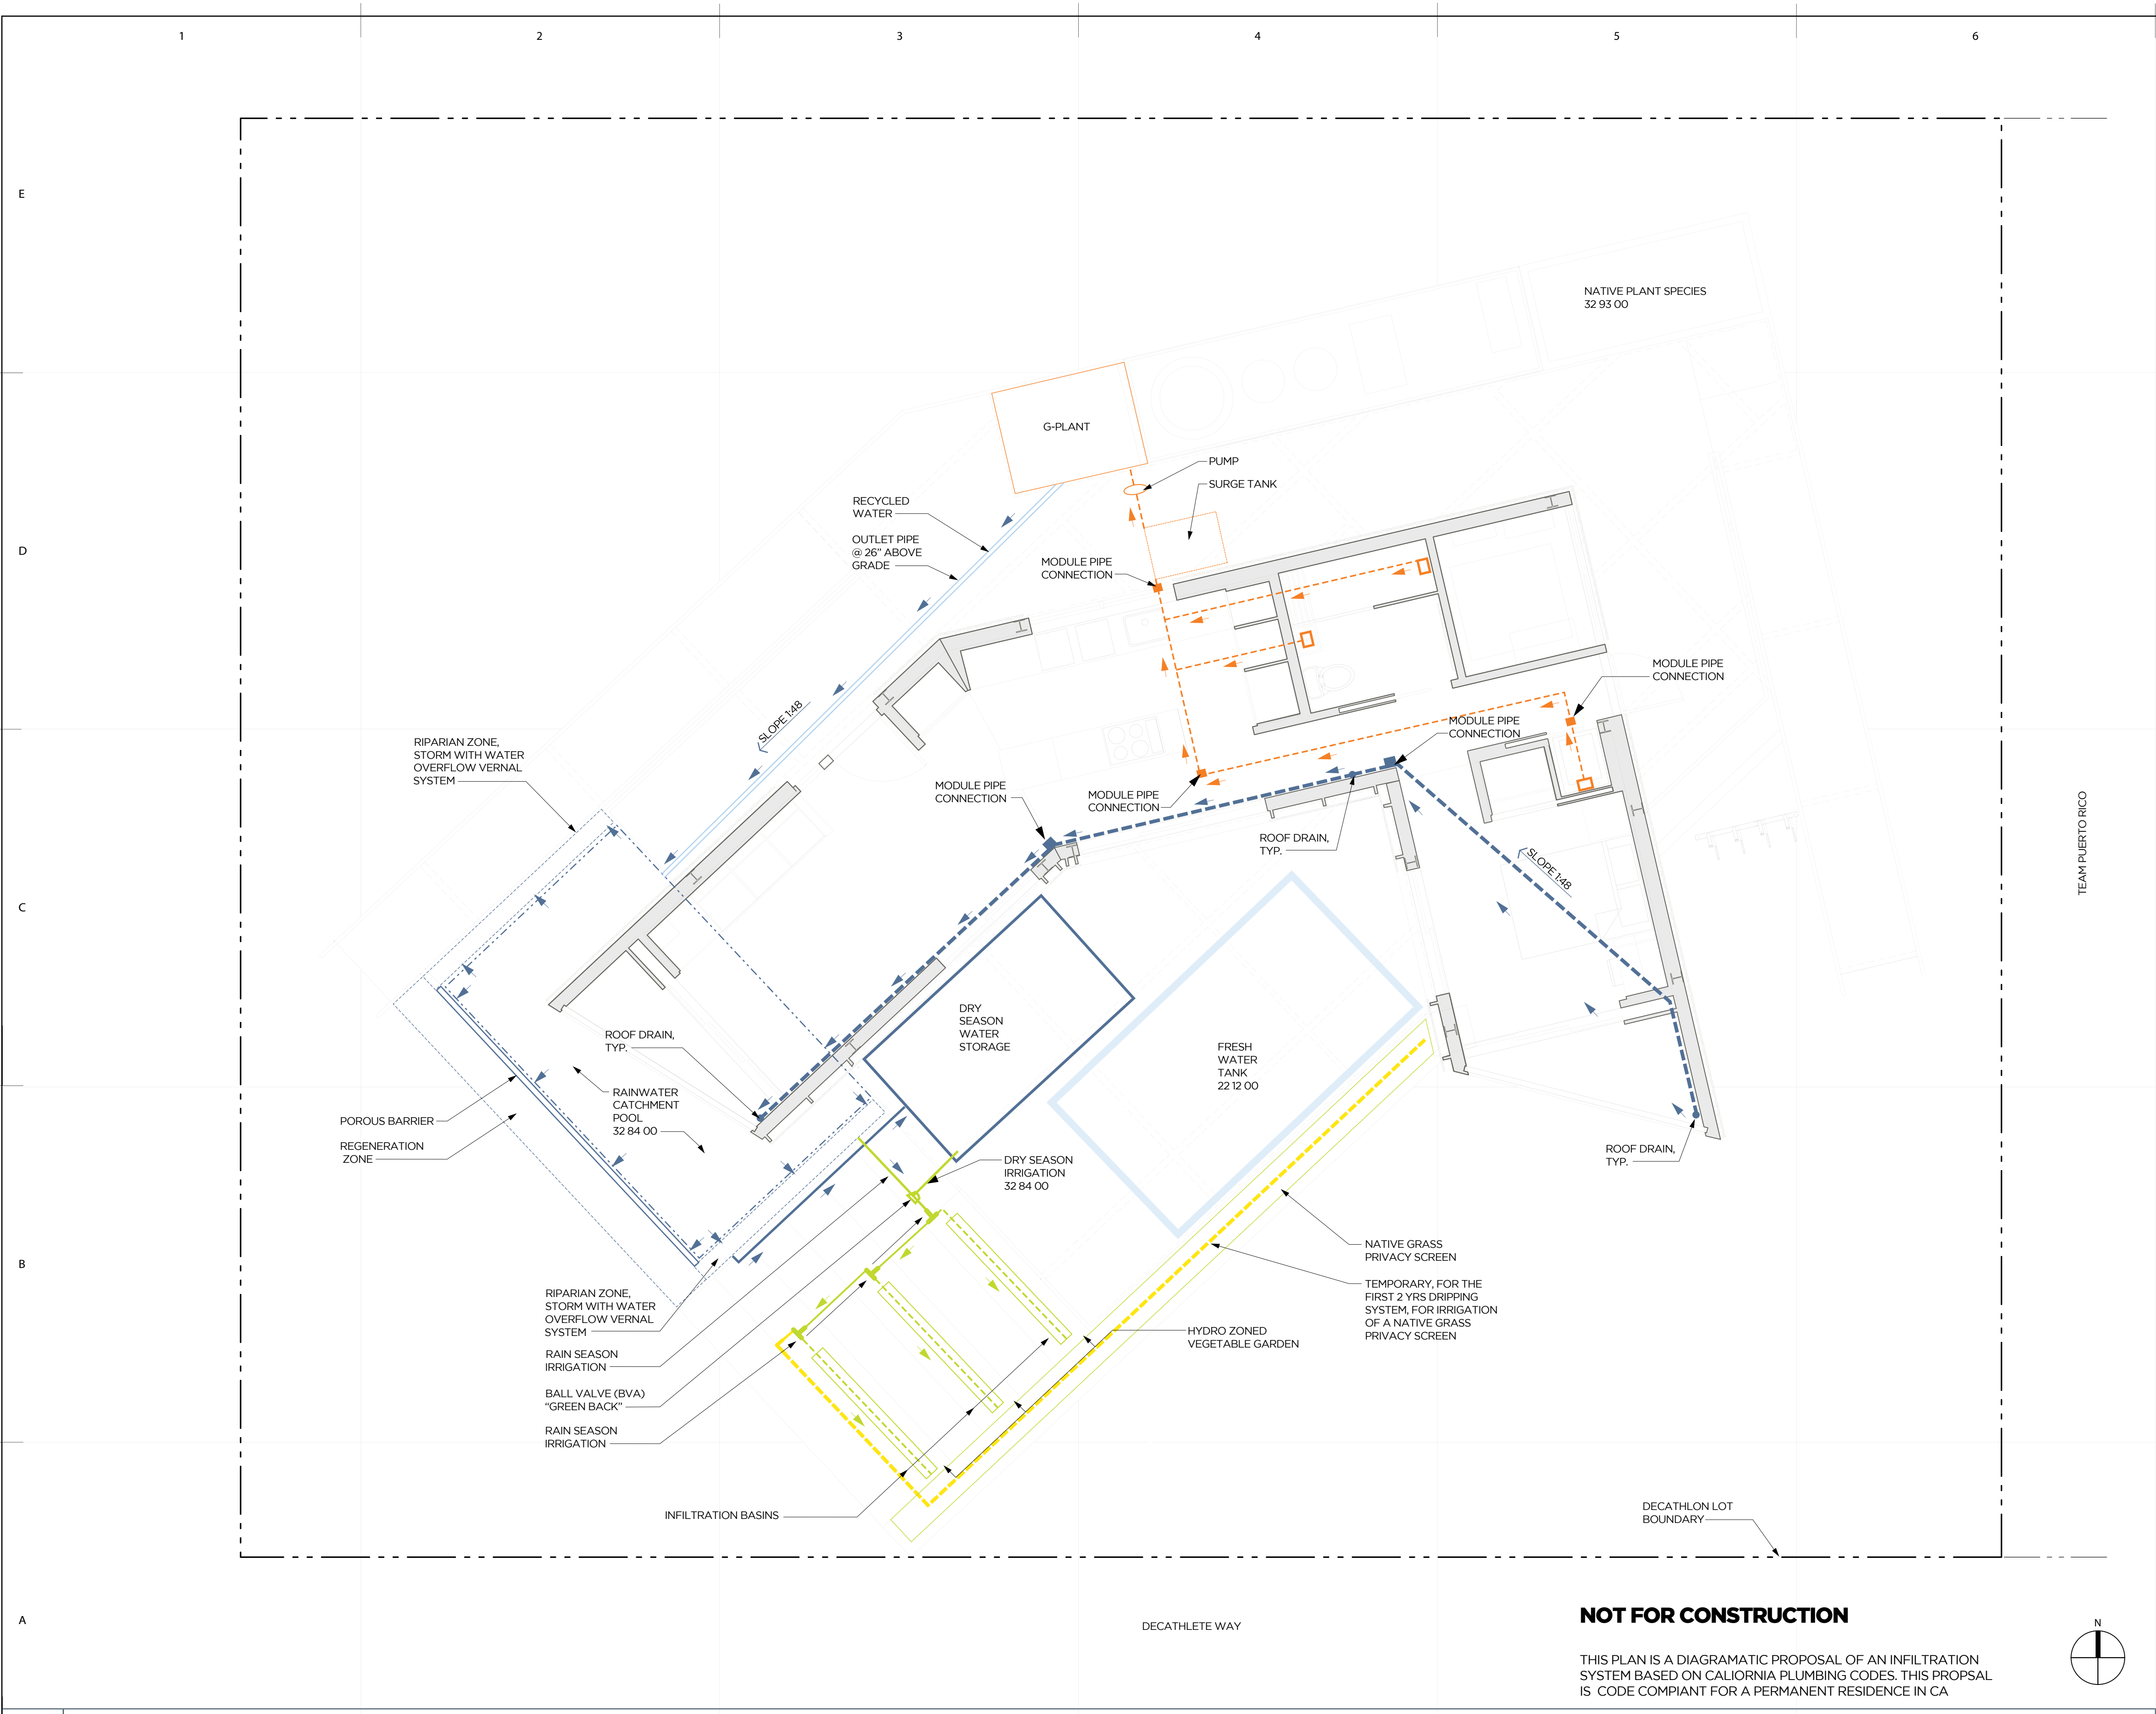 1
2
3
4
5
6
E
D
C
B
A
NATIVE PLANT SPECIES
32 93 00
G-PLANT
PUMP
SURGE TANK
RECYCLED
WATER
OUTLET PIPE
@ 26" ABOVE
GRADE
MODULE PIPE
CONNECTION
MODULE PIPE
CONNECTION
SLOPE 1:48
MODULE PIPE
CONNECTION
RIPARIAN ZONE,
STORM WITH WATER
OVERFLOW VERNAL
SYSTEM
MODULE PIPE
CONNECTION
MODULE PIPE
CONNECTION
ROOF DRAIN,
TYP.
SLOPE 1:48
TEAM PUERTO RICO
DRY
SEASON
WATER
STORAGE
ROOF DRAIN,
TYP.
FRESH
WATER
TANK
22 12 00
RAINWATER
CATCHMENT
POOL
32 84 00
POROUS BARRIER
REGENERATION
ZONE
ROOF DRAIN,
TYP.
DRY SEASON
IRRIGATION
32 84 00
NATIVE GRASS
PRIVACY SCREEN
TEMPORARY, FOR THE
FIRST 2 YRS DRIPPING
SYSTEM, FOR IRRIGATION
OF A NATIVE GRASS
PRIVACY SCREEN
RIPARIAN ZONE,
STORM WITH WATER
OVERFLOW VERNAL
SYSTEM
HYDRO ZONED
VEGETABLE GARDEN
RAIN SEASON
IRRIGATION
BALL VALVE (BVA)
"GREEN BACK"
RAIN SEASON
IRRIGATION
INFILTRATION BASINS
DECATHLON LOT
BOUNDARY
DECATHLETE WAY
NOT FOR CONSTRUCTION
THIS PLAN IS A DIAGRAMATIC PROPOSAL OF AN INFILTRATION
SYSTEM BASED ON CALIORNIA PLUMBING CODES. THIS PROPSAL
IS CODE COMPIANT FOR A PERMANENT RESIDENCE IN CA
N